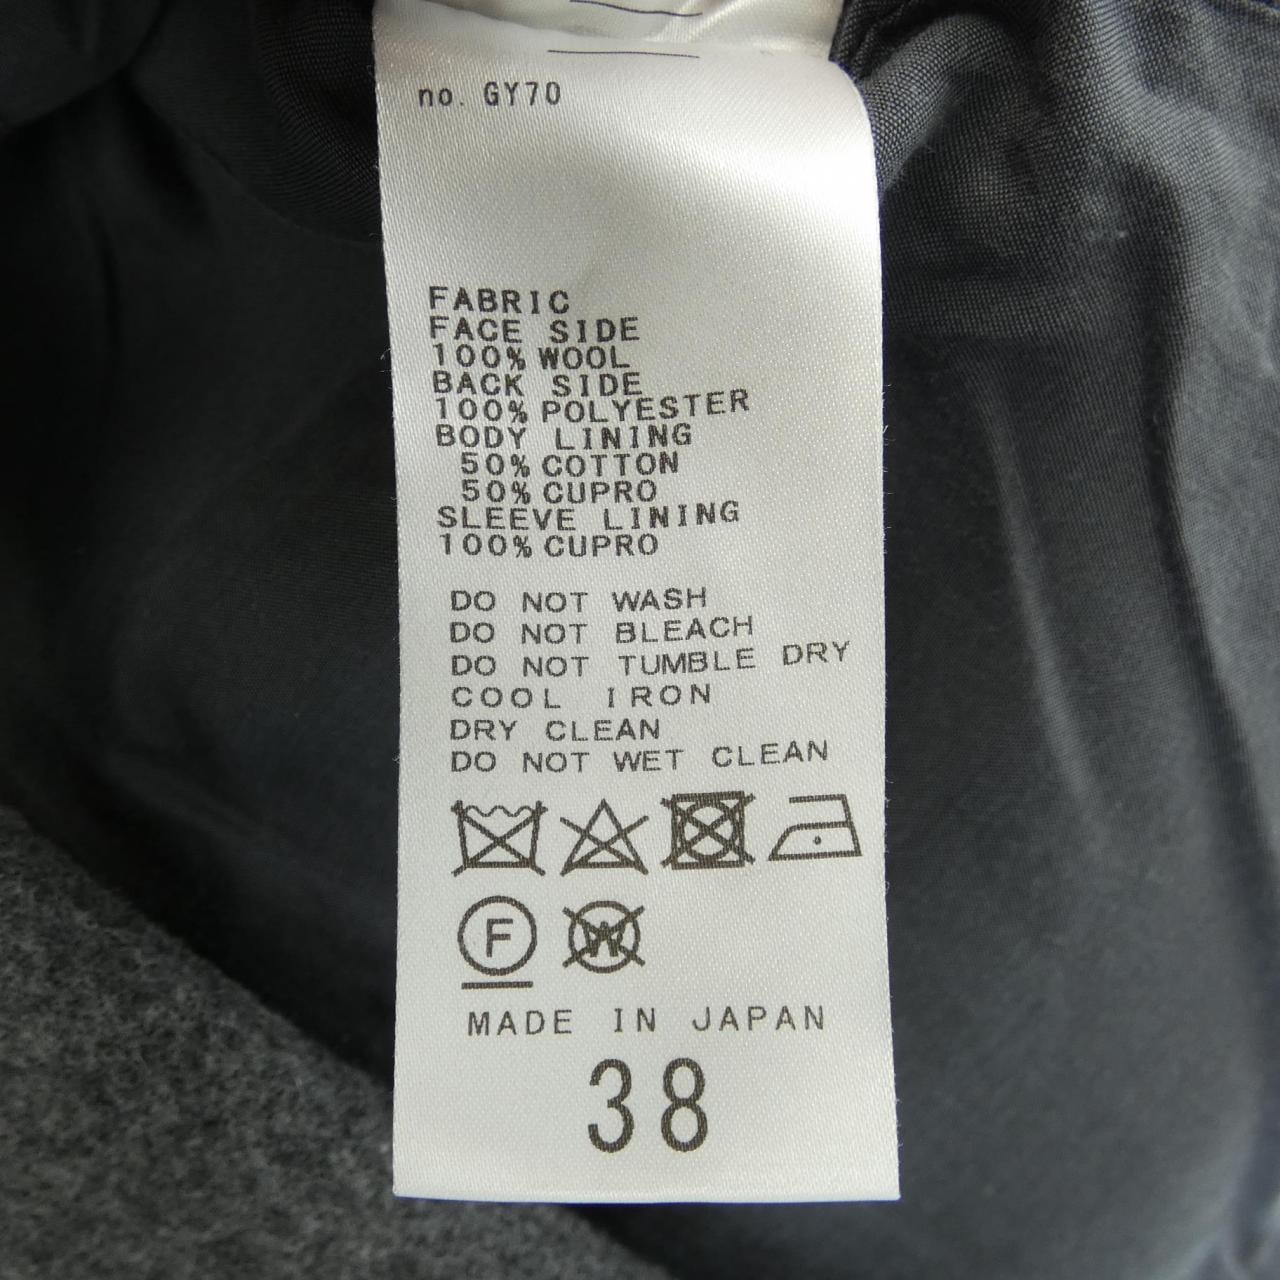 no. GY70
FABRIC
FACE SIDE
100% WOOL
BACK SIDE
100% POLYESTER
BODY LINING
50% COTTON
50% CUPRO
SLEEVE LINING
100% CUPRO
DO NOT WASH
DO NOT BLEACH
DO NOT TUMBLE DRY
COOL IRON
DRY CLEAN
DO NOT WET CLEAN
F W
MADE IN JAPAN
38